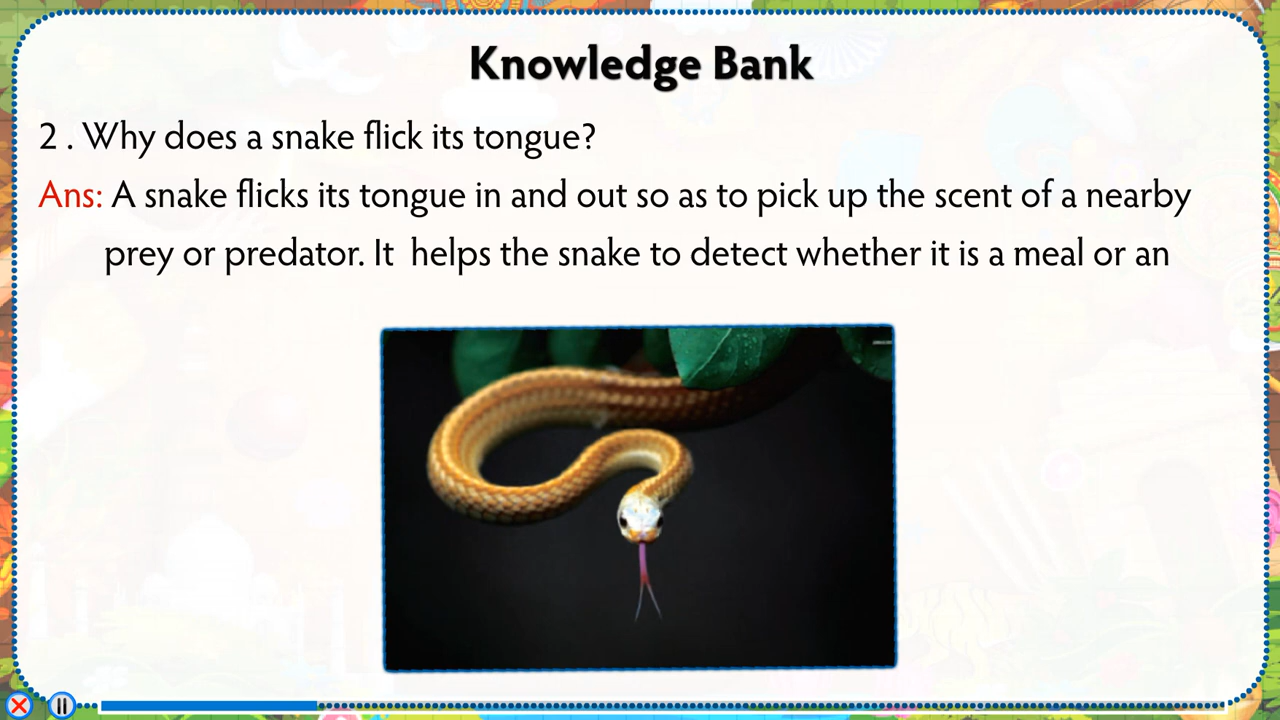 Knowledge Bank
2 . Why does a snake flick its tongue?
Ans: A snake flicks its tongue in and out so as to pick up the scent of a nearby
prey or predator. It helps the snake to detect whether it is a meal or an